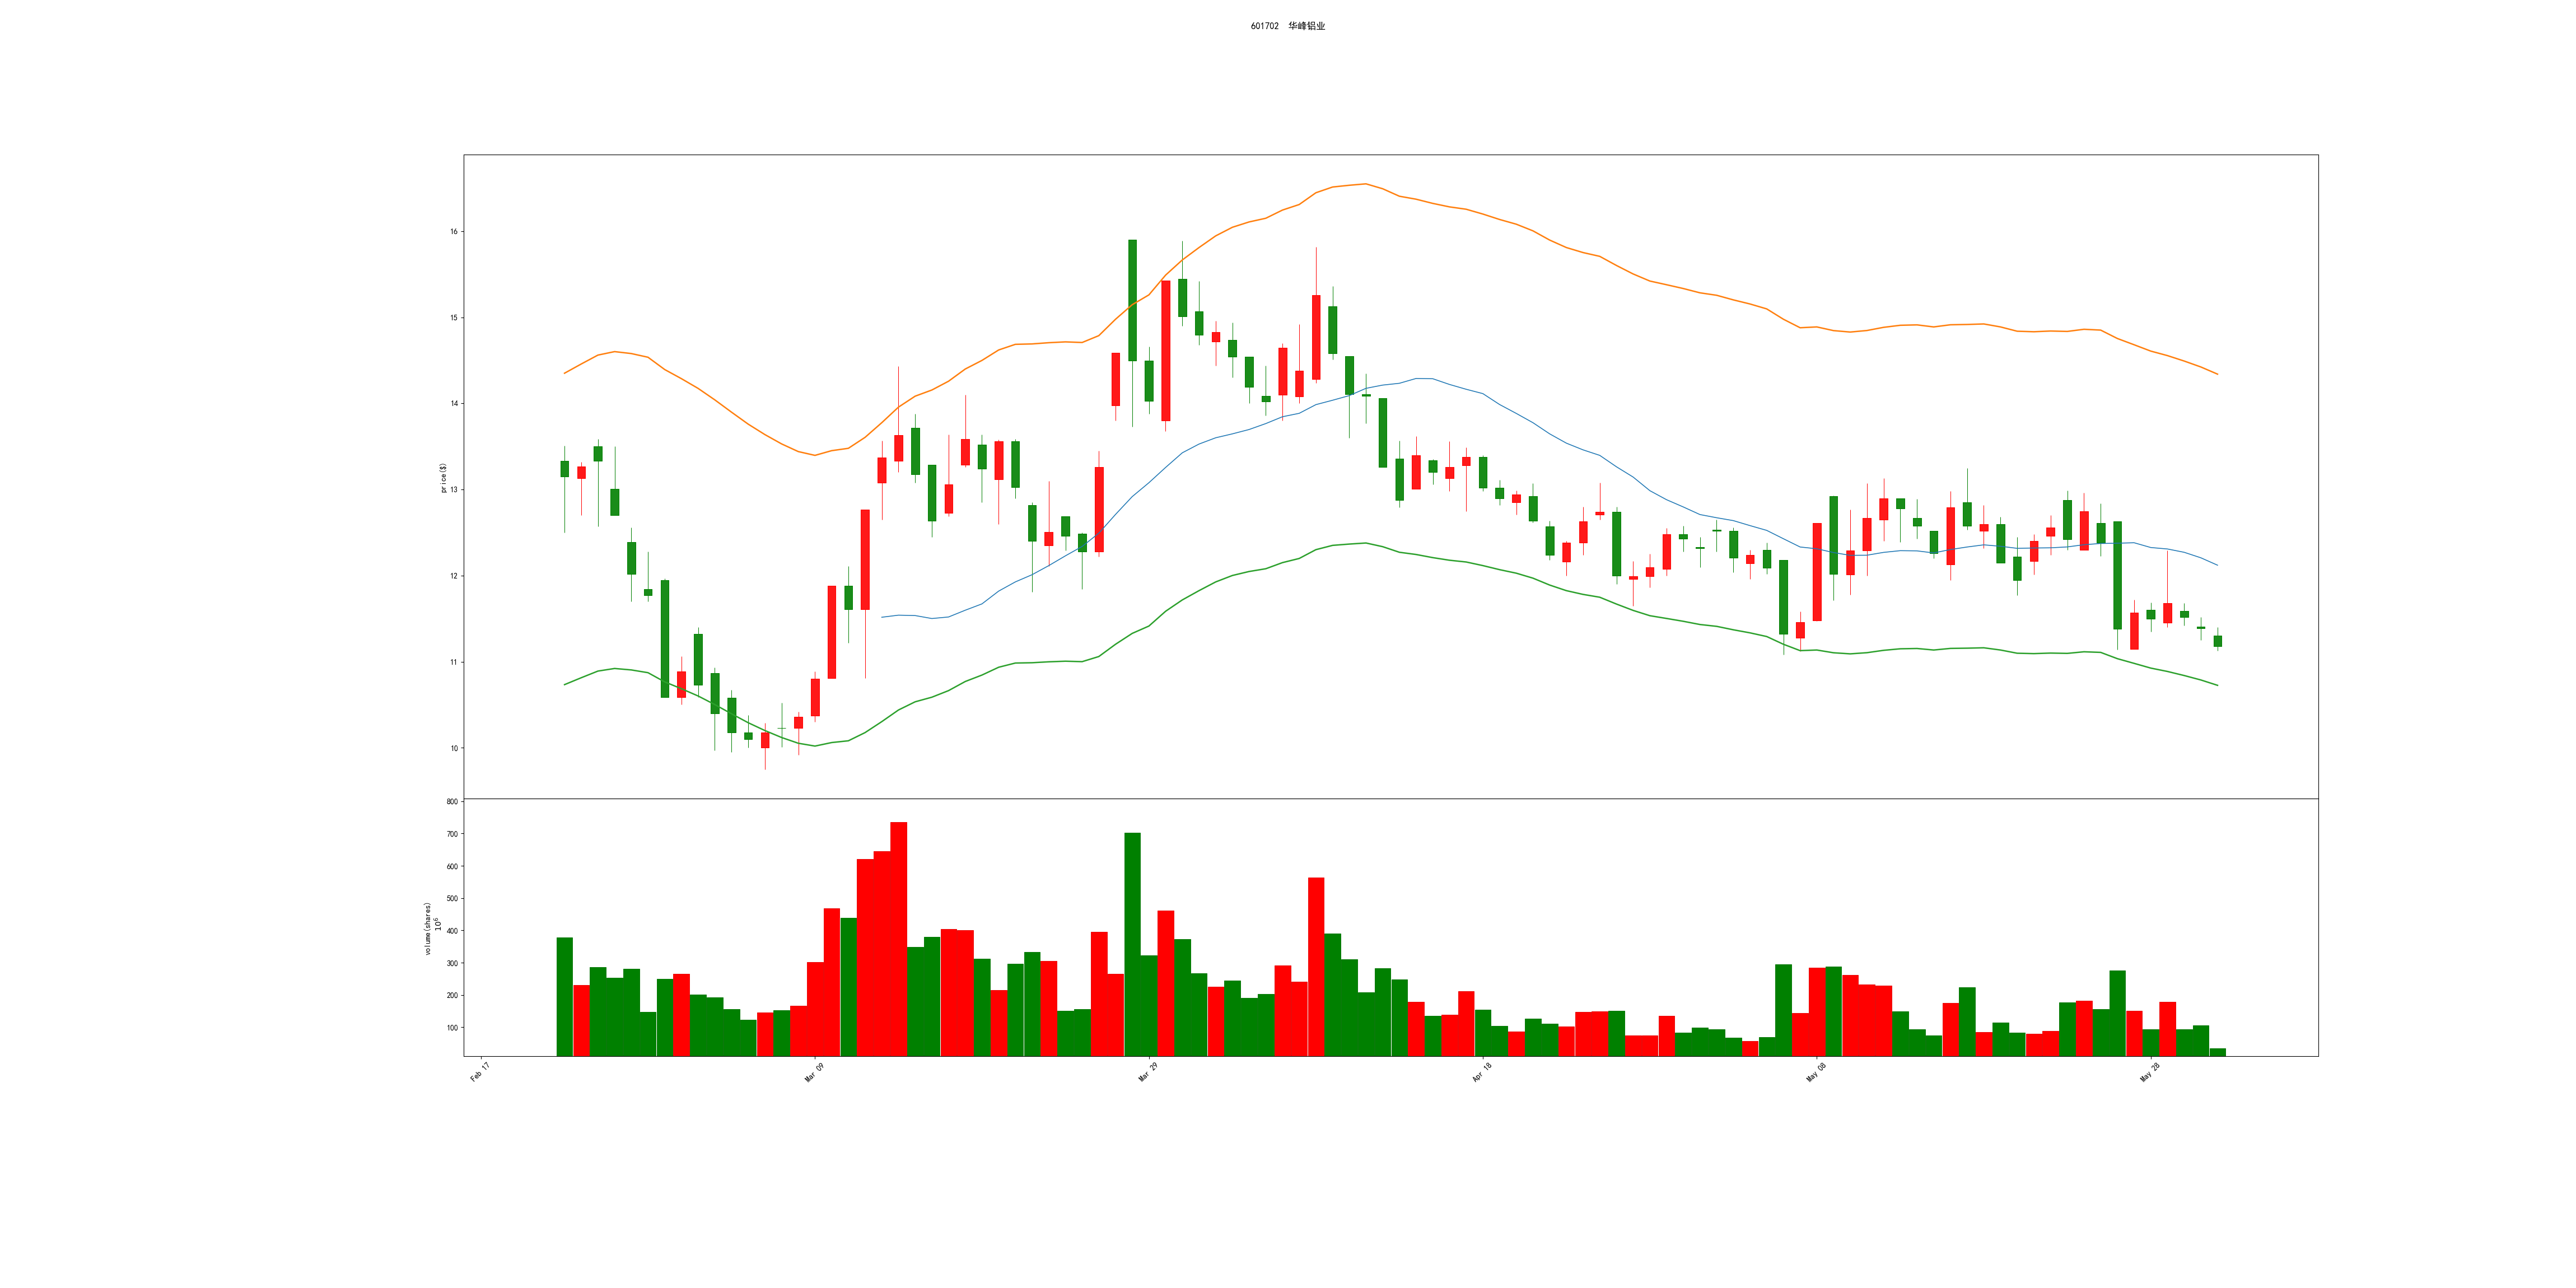 601702 华峰铝业
price($)
16
15
14
13
12
11
10
volume(shares)
10^6
800
700
600
500
400
300
200
100
Feb 17
Mar 09
Mar 29
Apr 18
May 08
May 28